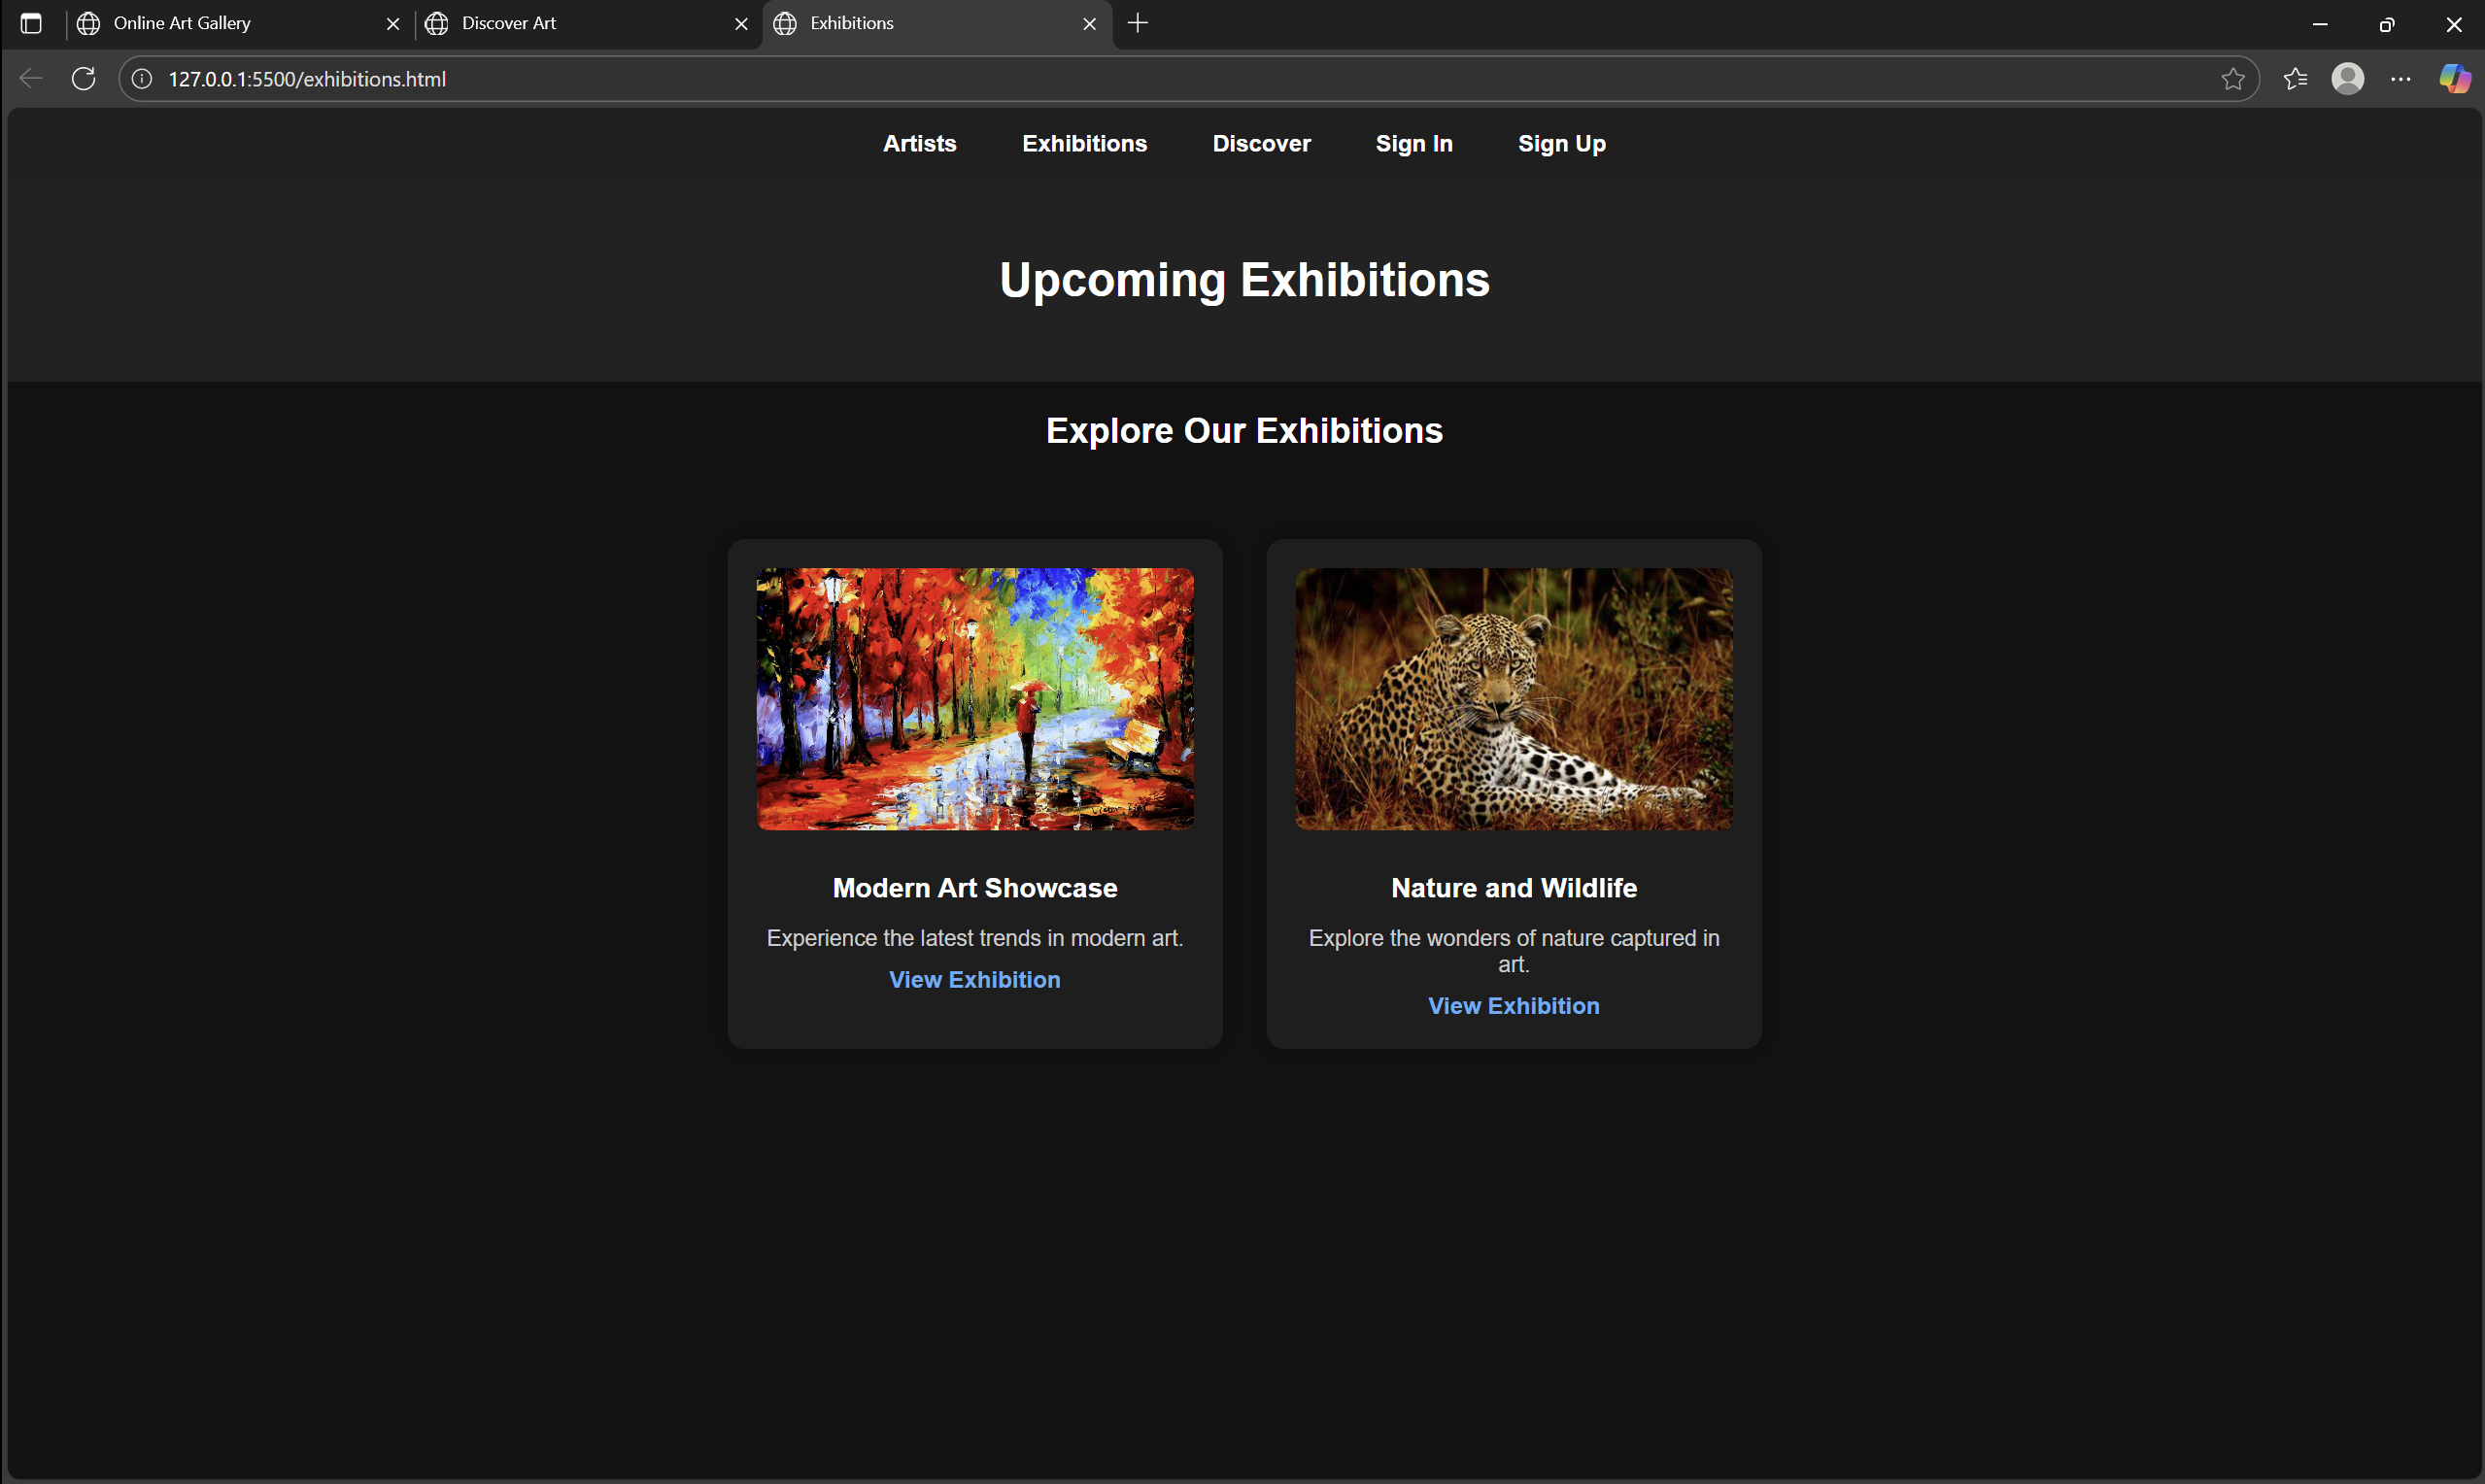 Online Art Gallery
Discover Art
Exhibitions
127.0.0.1:5500/exhibitions.html
Artists Exhibitions Discover Sign In Sign Up
Upcoming Exhibitions
Explore Our Exhibitions
Modern Art Showcase
Experience the latest trends in modern art.
View Exhibition
Nature and Wildlife
Explore the wonders of nature captured in
art.
View Exhibition